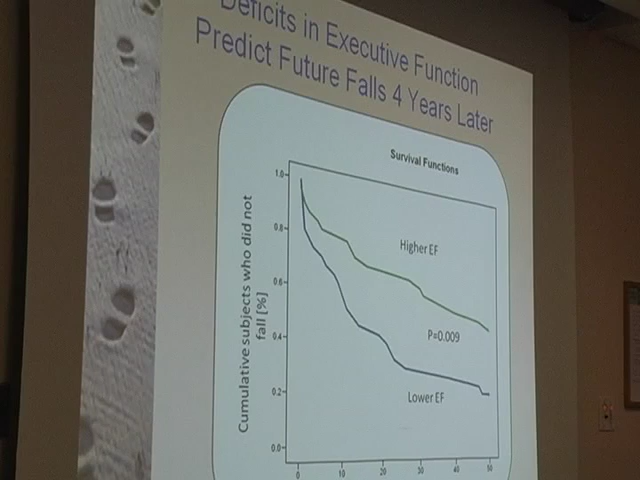 Deficits in Executive Function
Predict Future Falls 4 Years Later
Survival Functions
Cumulative subjects who did not
fall [%]
1.0
0.8
0.6
0.4
0.2
0.0
Higher EF
P=0.009
Lower EF
0 10 20 30 40 50